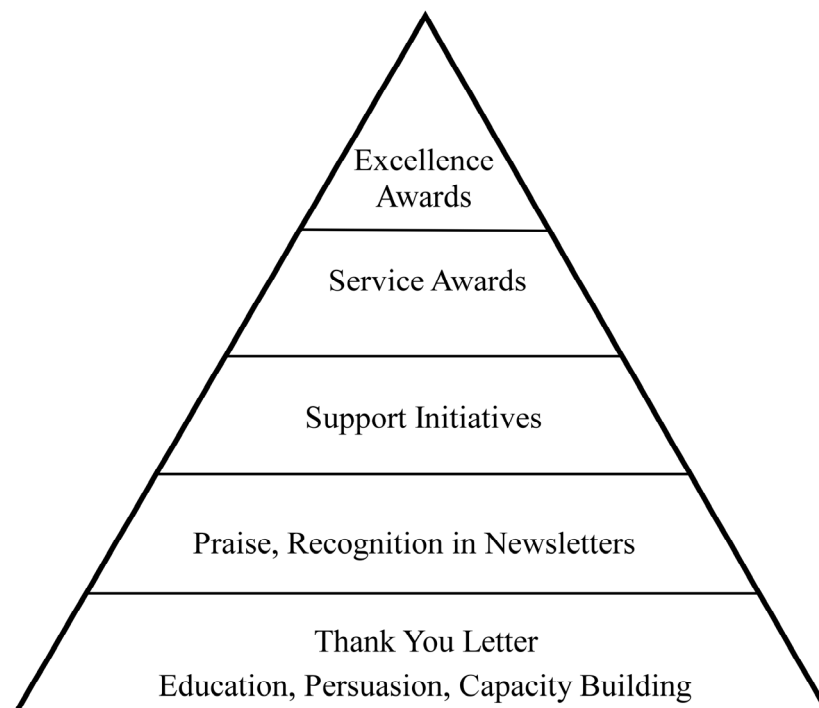 Excellence
Awards
Service Awards
Support Initiatives
Praise, Recognition in Newsletters
Thank You Letter
Education, Persuasion, Capacity Building